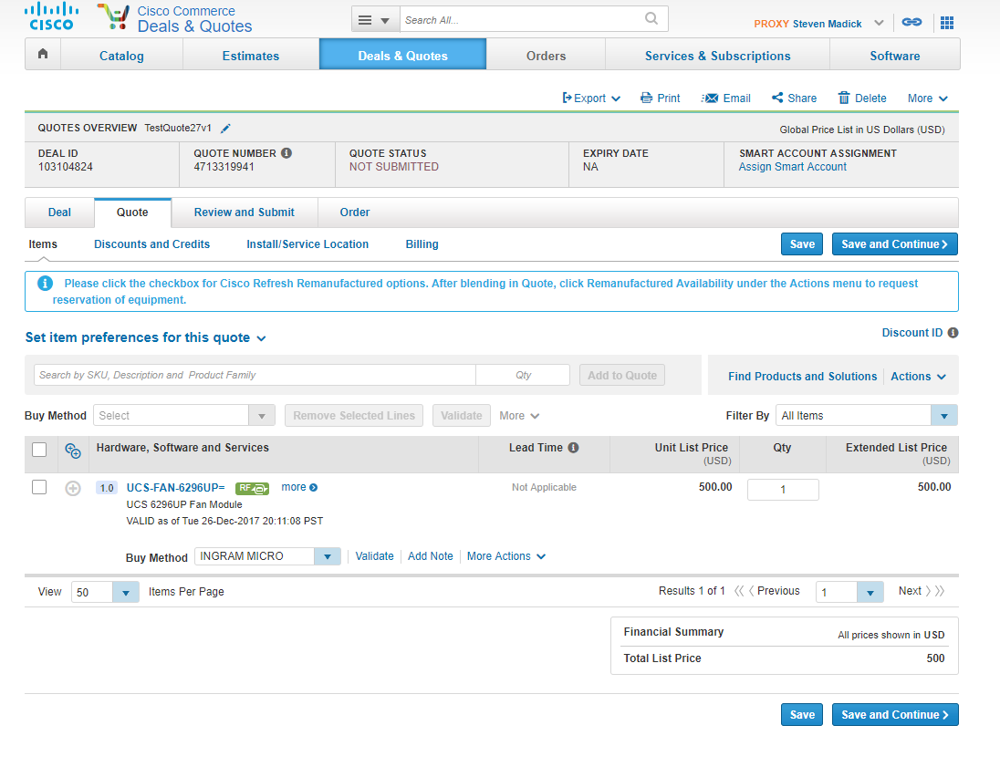 CISCO
Cisco Commerce
Deals & Quotes
Search All...
PROXY Steven Madick
Catalog
Estimates
Deals & Quotes
Orders
Services & Subscriptions
Software
Export
Print
Email
Share
Delete
More
QUOTES OVERVIEW TestQuote27v1
Global Price List in US Dollars (USD)
DEAL ID
103104824
QUOTE NUMBER
4713319941
QUOTE STATUS
NOT SUBMITTED
EXPIRY DATE
NA
SMART ACCOUNT ASSIGNMENT
Assign Smart Account
Deal
Quote
Review and Submit
Order
Items
Discounts and Credits
Install/Service Location
Billing
Save
Save and Continue
Please click the checkbox for Cisco Refresh Remanufactured options. After blending in Quote, click Remanufactured Availability under the Actions menu to request
reservation of equipment.
Set item preferences for this quote
Discount ID
Search by SKU, Description and Product Family
Qty
Add to Quote
Find Products and Solutions
Actions
Buy Method
Select
Remove Selected Lines
Validate
More
Filter By
All Items
Hardware, Software and Services
Lead Time
Unit List Price
(USD)
Qty
Extended List Price
(USD)
1.0
UCS-FAN-6296UP=
RF
more
Not Applicable
500.00
1
500.00
UCS 6296UP Fan Module
VALID as of Tue 26-Dec-2017 20:11:08 PST
Buy Method
INGRAM MICRO
Validate
Add Note
More Actions
View
50
Items Per Page
Results 1 of 1
Previous
1
Next
Financial Summary
All prices shown in USD
Total List Price
500
Save
Save and Continue